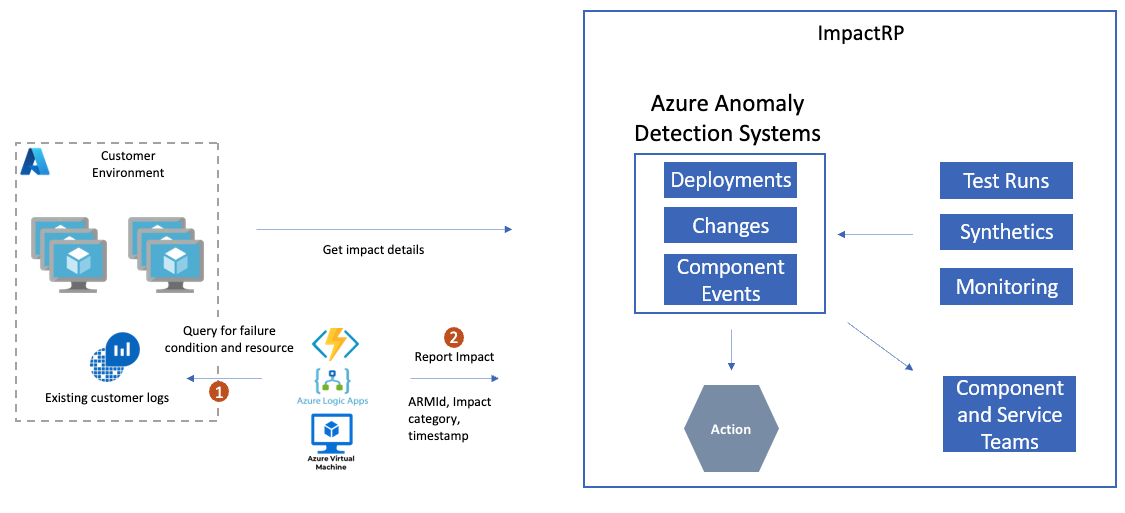 ImpactRP
Azure Anomaly
Detection Systems
Deployments
Changes
Component
Events
Test Runs
Synthetics
Monitoring
Action
Component
and Service
Teams
Customer
Environment
Get impact details
Query for failure
condition and resource
1
Existing customer logs
Azure Logic Apps
Azure Virtual
Machine
2
Report Impact
ARMId, Impact
category,
timestamp